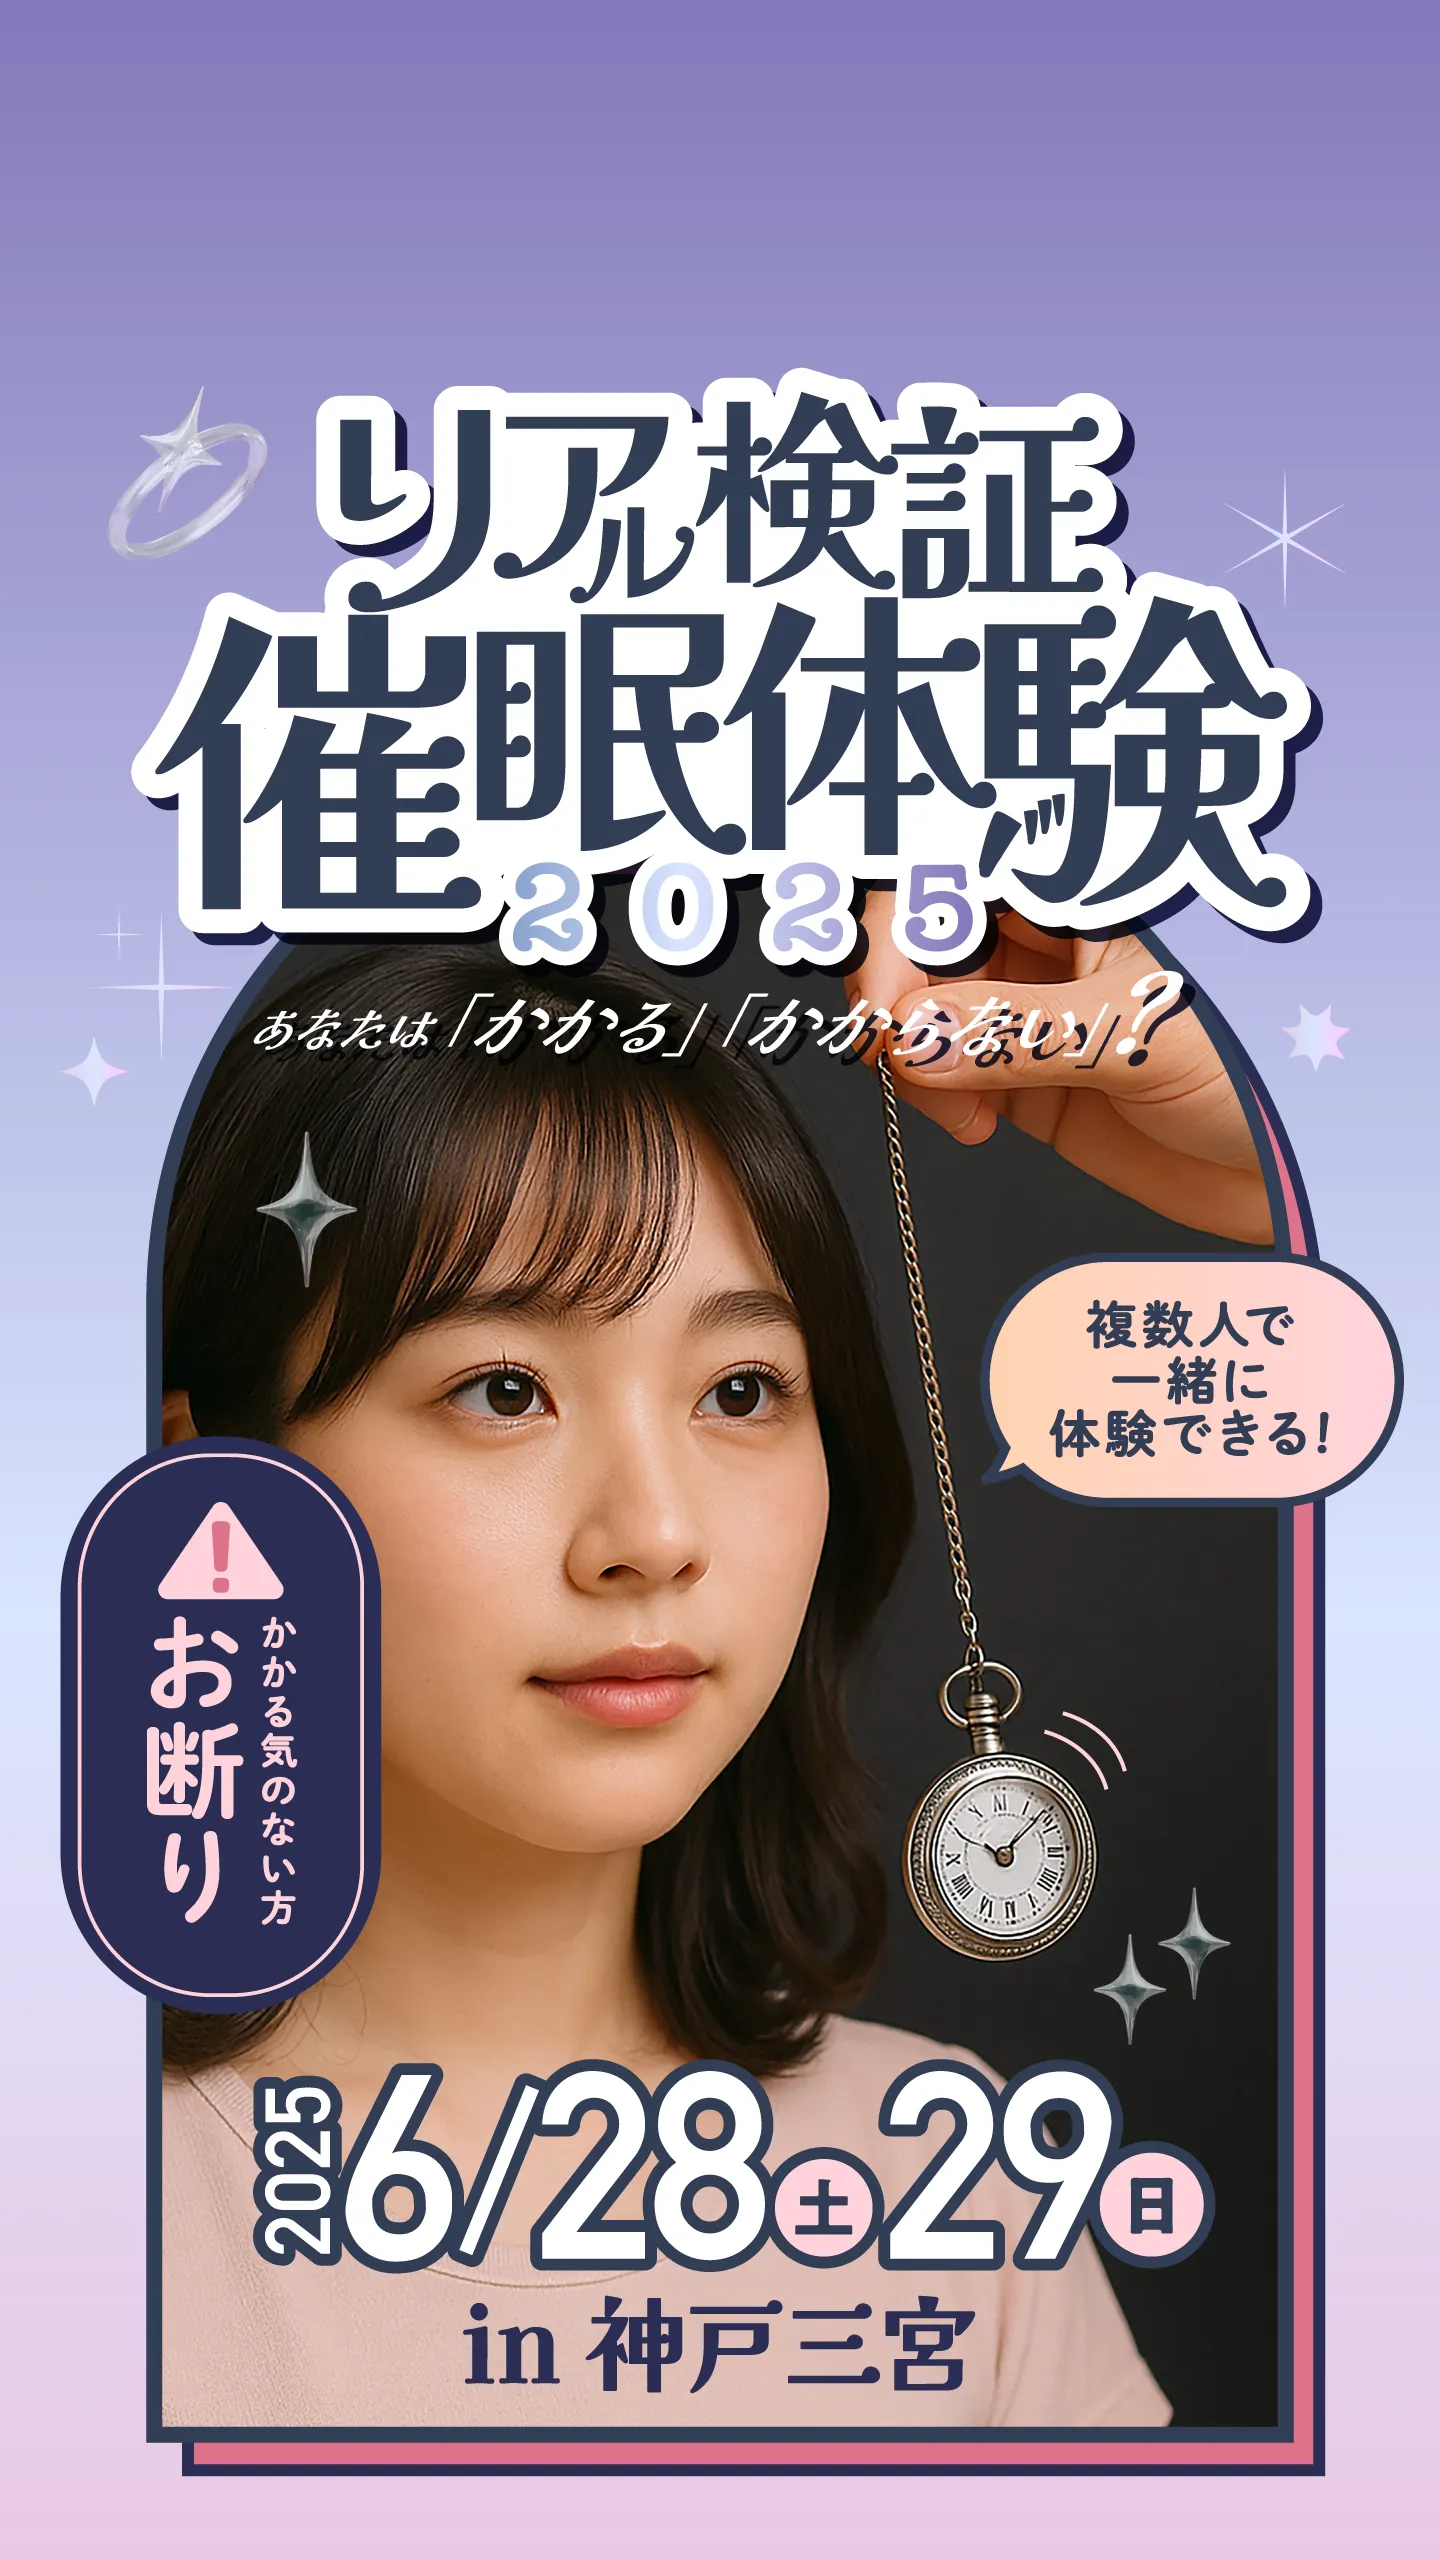 リアル検証
催眠体験
2025
あなたは「かかる」「かからない」?
複数人で
一緒に
体験できる!
かかる気のない方
お断り
2025
6/28土29日
in 神戸三宮